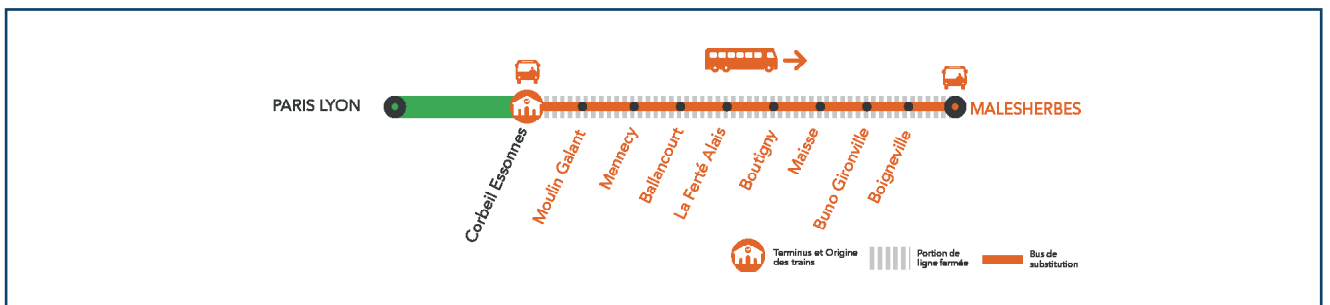 PARIS LYON
Corbeil Essonnes
Moulin Galant
Mennecy
Ballancourt
La Ferté Alais
Boutigny
Maisse
Buno Gironville
Boigneville
MALESHERBES
Terminus et Origine
des trains
Portion de
ligne fermée
Bus de
substitution